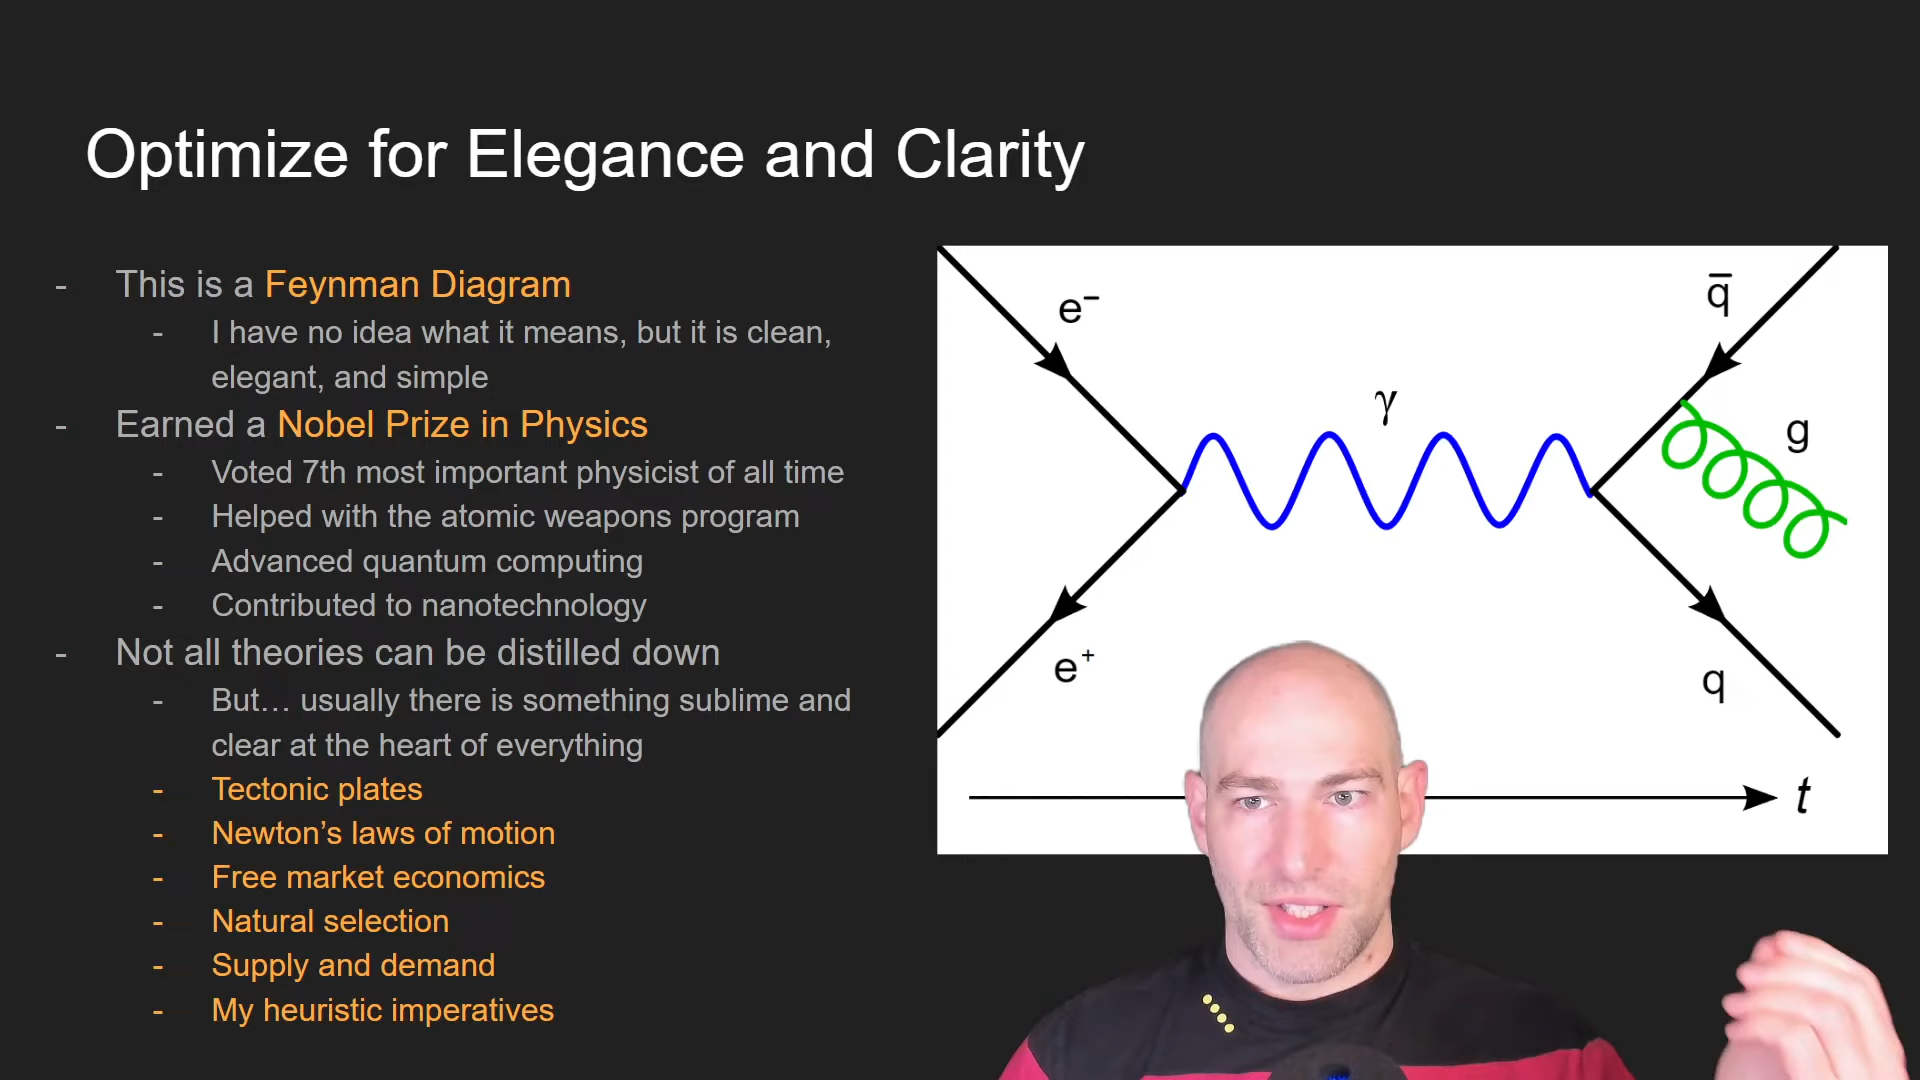 Optimize for Elegance and Clarity
- This is a Feynman Diagram
- I have no idea what it means, but it is clean,
elegant, and simple
- Earned a Nobel Prize in Physics
- Voted 7th most important physicist of all time
- Helped with the atomic weapons program
- Advanced quantum computing
- Contributed to nanotechnology
- Not all theories can be distilled down
- But… usually there is something sublime and
clear at the heart of everything
- Tectonic plates
- Newton’s laws of motion
- Free market economics
- Natural selection
- Supply and demand
- My heuristic imperatives
e⁻
q̅
γ
g
e⁺
q
t